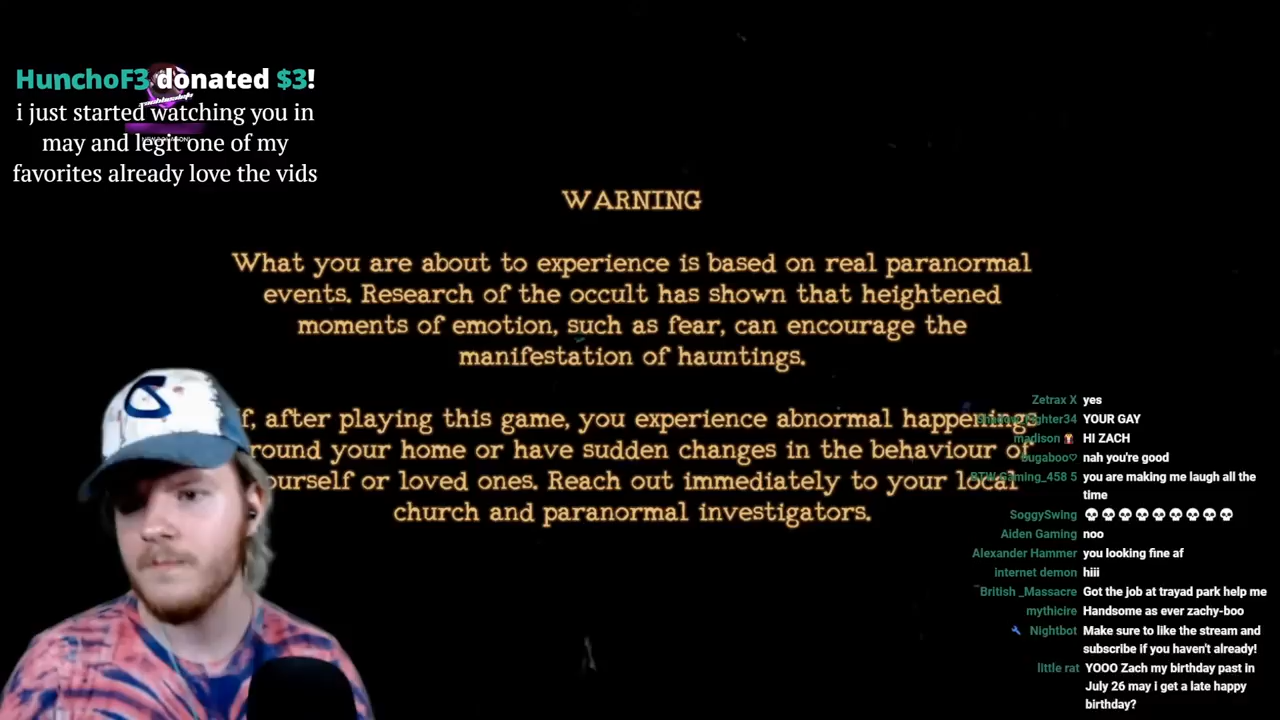 HunchoF3 donated $3!
i just started watching you in
may and legit one of my
favorites already love the vids
WARNING
What you are about to experience is based on real paranormal
events. Research of the occult has shown that heightened
moments of emotion, such as fear, can encourage the
manifestation of hauntings.
f, after playing this game, you experience abnormal happenings
round your home or have sudden changes in the behaviour of
ourself or loved ones. Reach out immediately to your local
church and paranormal investigators.
Zetrax X yes
YOUR GAY
madison HI ZACH
bugaboo♡ nah you're good
BTW Gaming_458 5 you are making me laugh all the
time
SoggySwing 💀💀💀💀💀💀💀💀💀
Aiden Gaming noo
Alexander Hammer you looking fine af
internet demon hiii
British _Massacre Got the job at trayad park help me
mythicire Handsome as ever zachy-boo
Nightbot Make sure to like the stream and
subscribe if you haven't already!
little rat YOOO Zach my birthday past in
July 26 may i get a late happy
birthday?